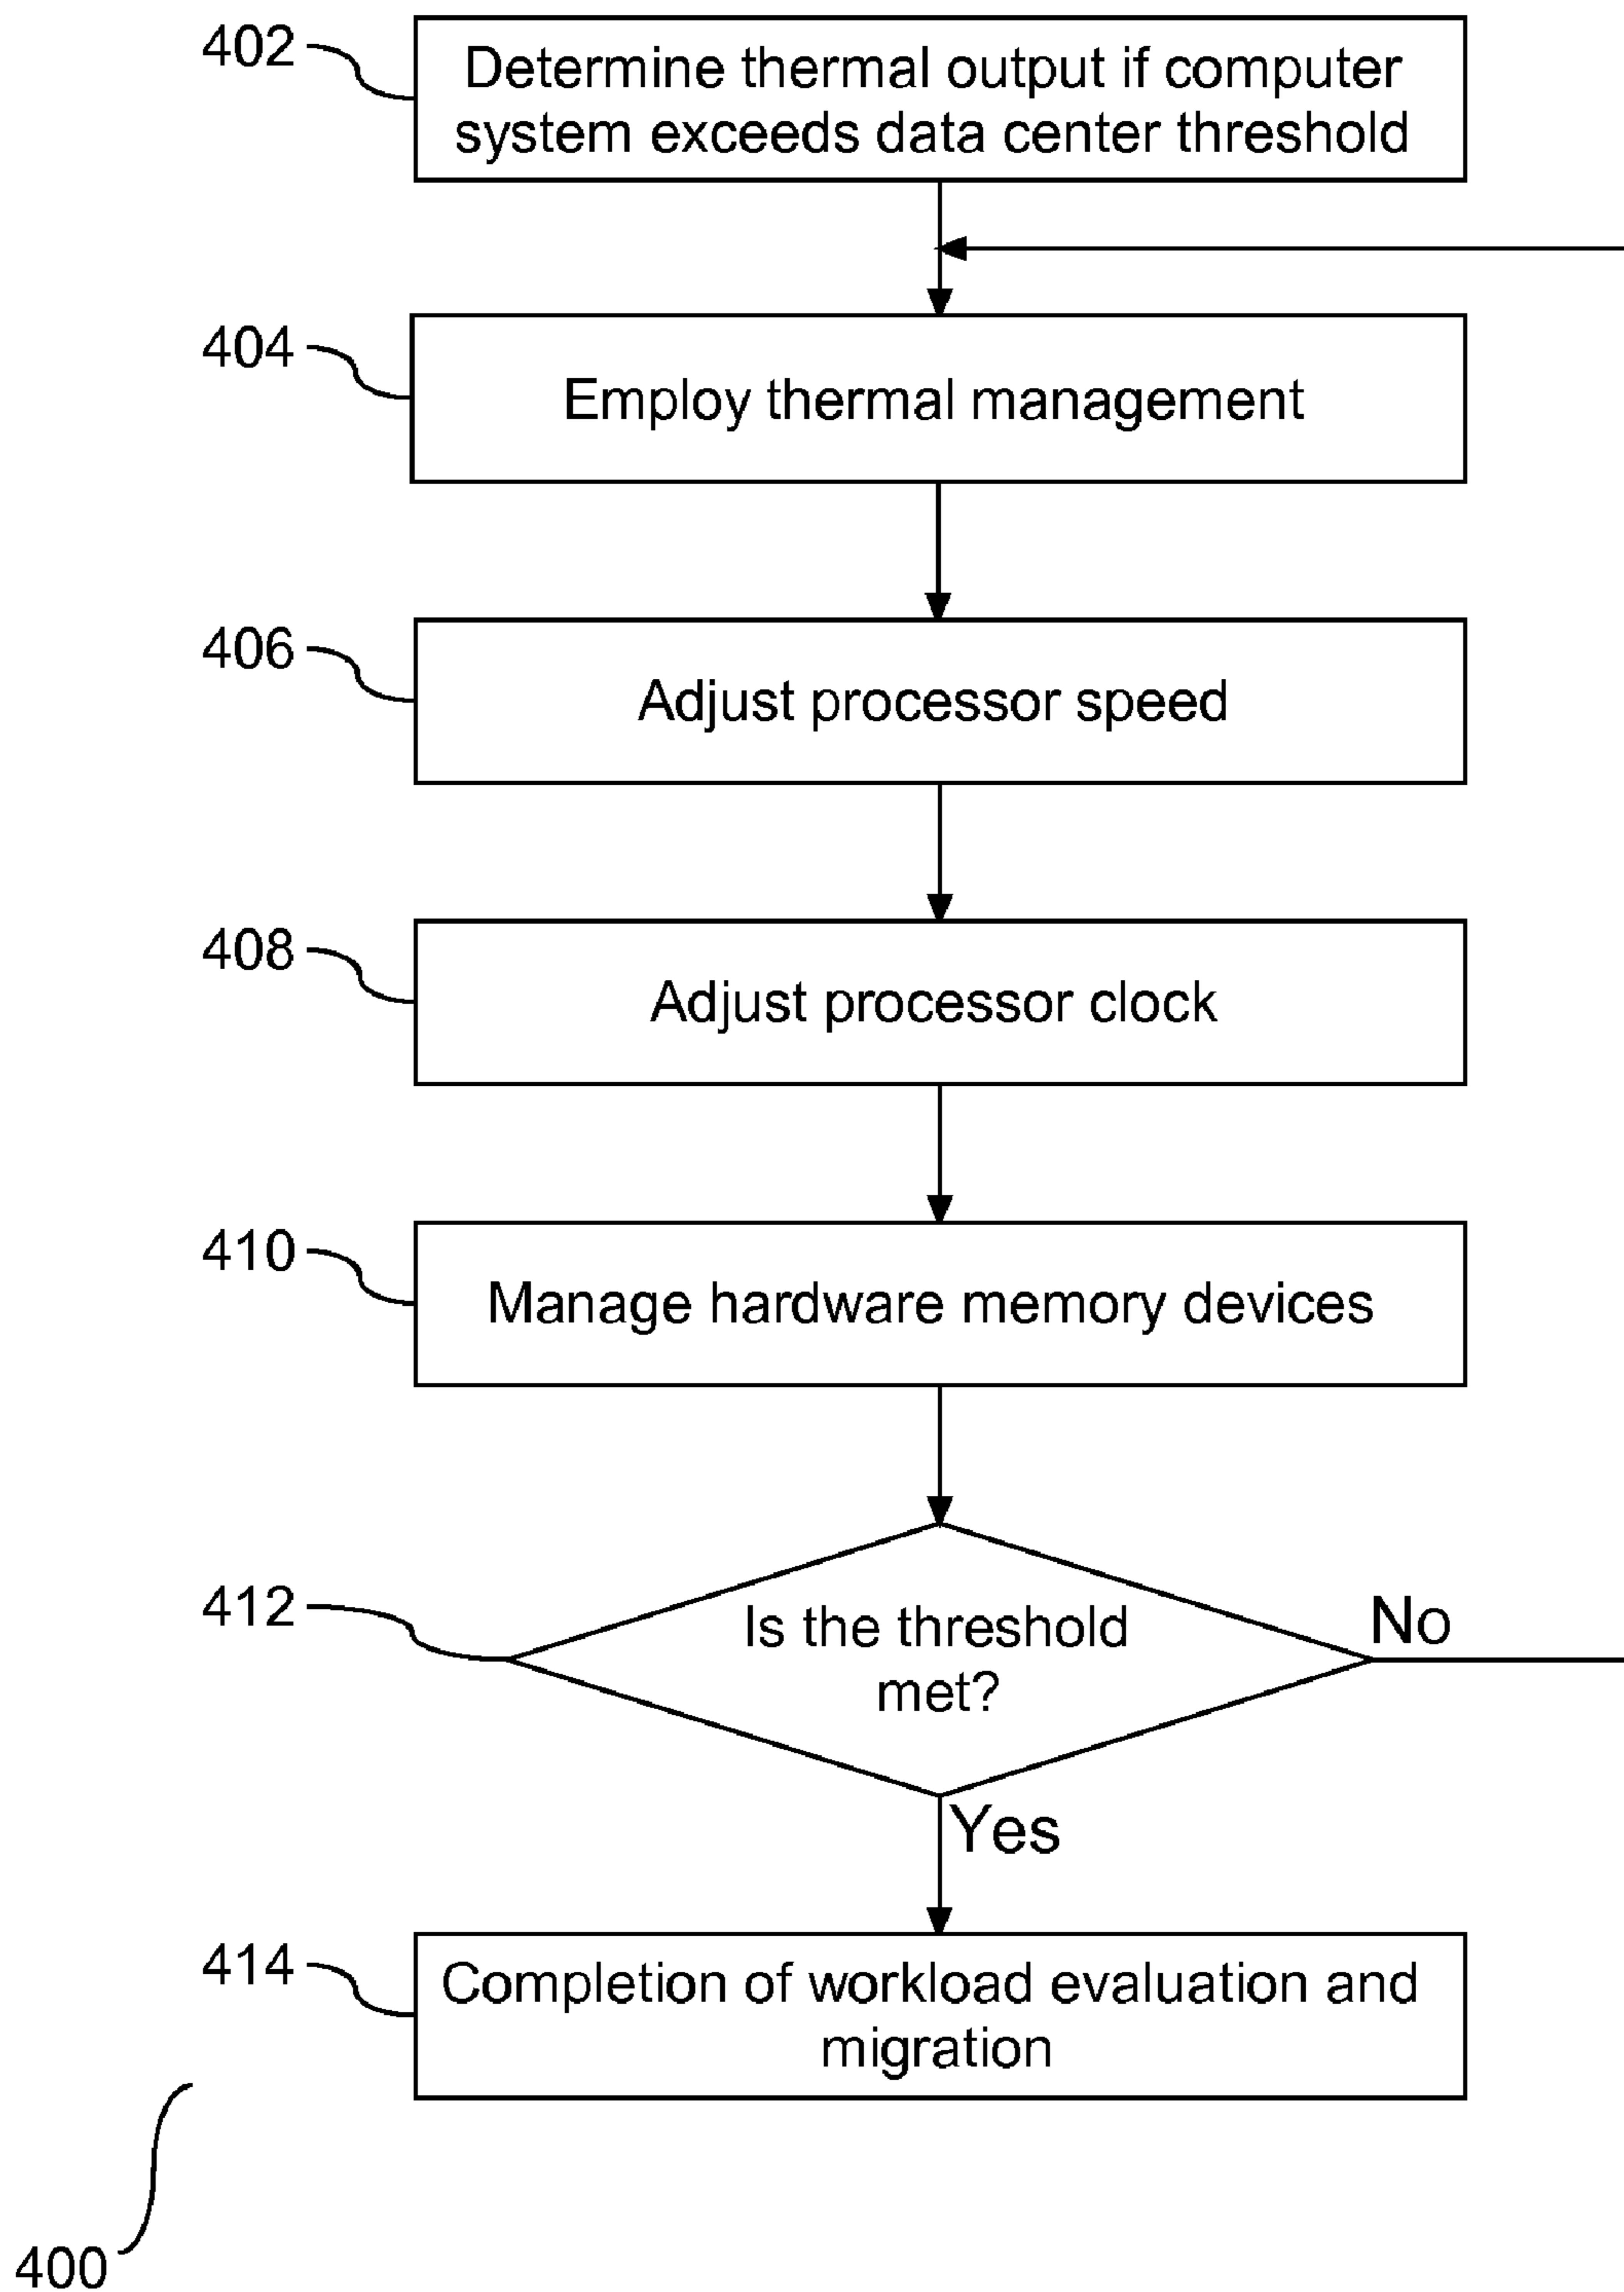 402
Determine thermal output if computer
system exceeds data center threshold
404
Employ thermal management
406
Adjust processor speed
408
Adjust processor clock
410
Manage hardware memory devices
412
Is the threshold
met?
No
Yes
414
Completion of workload evaluation and
migration
400